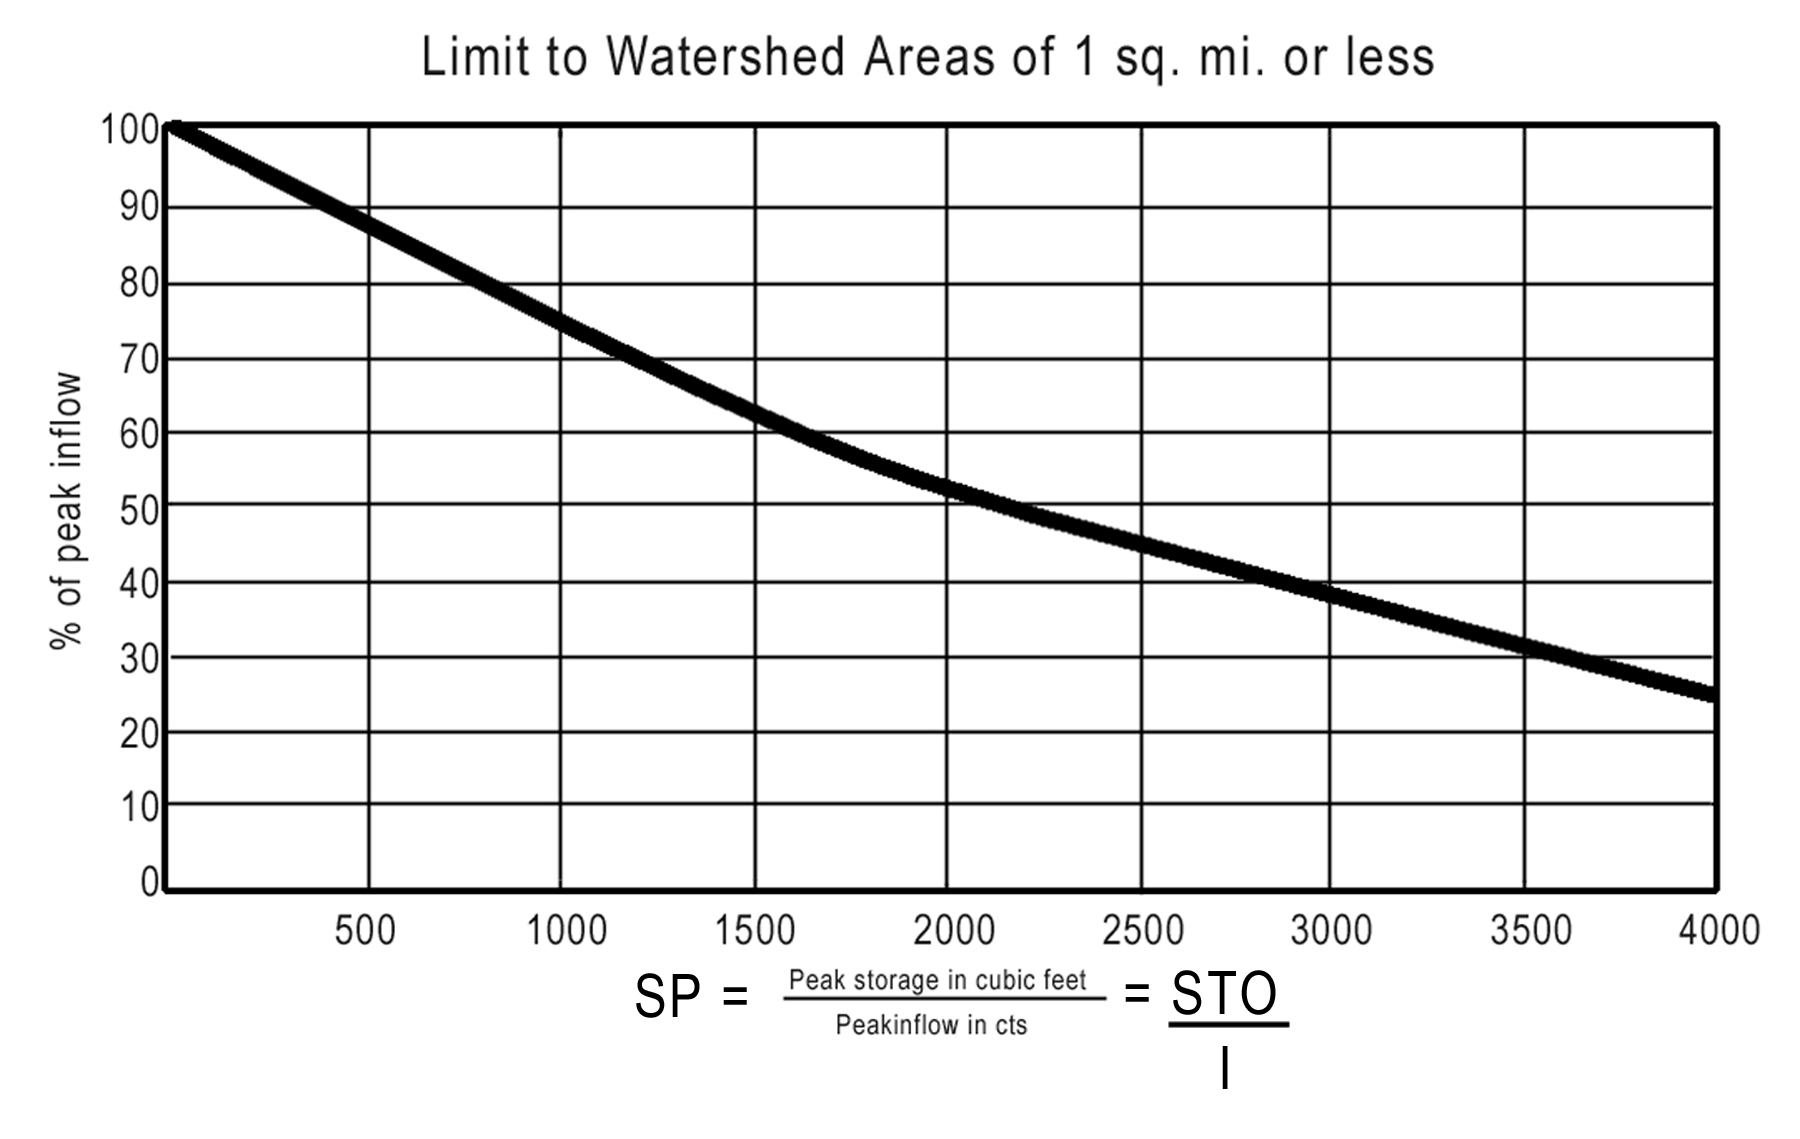 Limit to Watershed Areas of 1 sq. mi. or less
100
90
80
70
60
50
40
30
20
10
0
% of peak inflow
500 1000 1500 2000 2500 3000 3500 4000
SP = Peak storage in cubic feet = STO
Peakinflow in cts
I